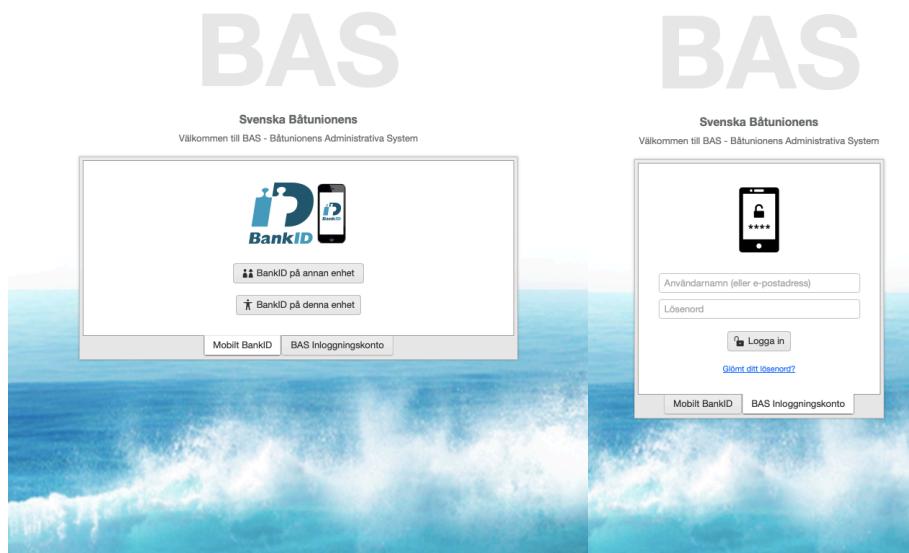 BAS
Svenska Båtunionens
Välkommen till BAS - Båtunionens Administrativa System
BankID
BankID
BankID på annan enhet
BankID på denna enhet
Mobilt BankID
BAS Inloggningskonto
BAS
Svenska Båtunionens
Välkommen till BAS - Båtunionens Administrativa System
****
Användarnamn (eller e-postadress)
Lösenord
Logga in
Glömt ditt lösenord?
Mobilt BankID
BAS Inloggningskonto